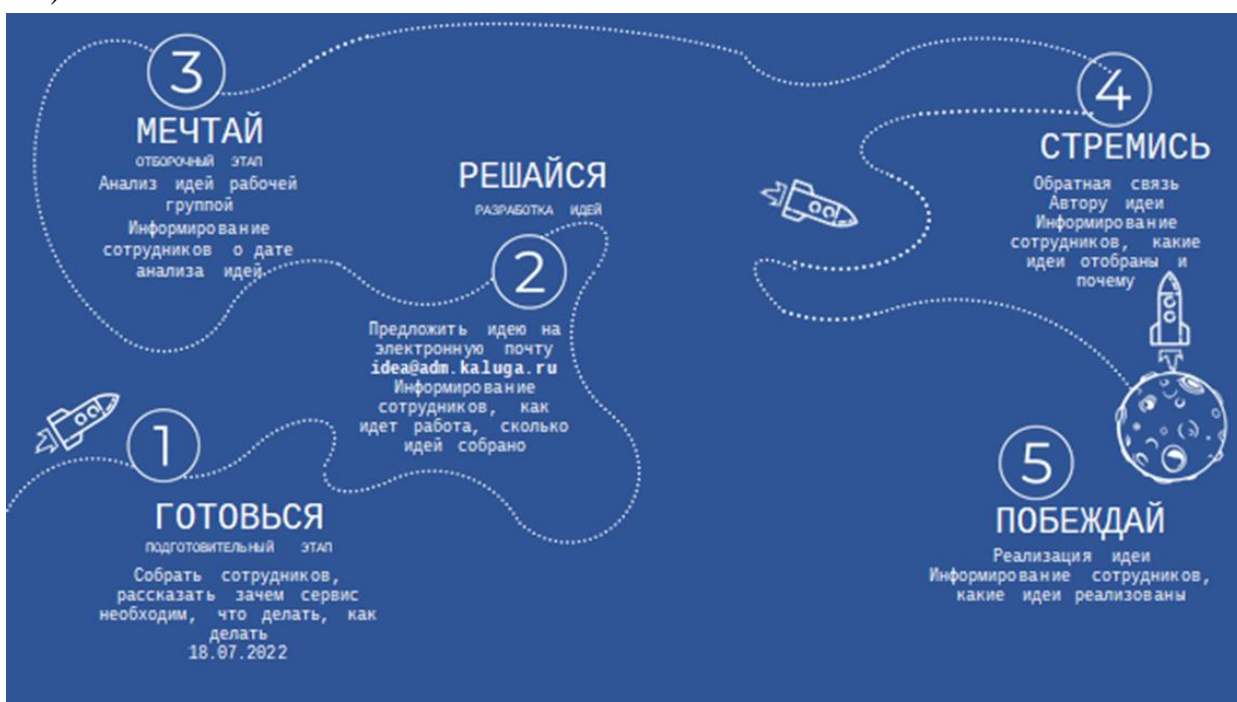 1
ГОТОВЬСЯ
ПОДГОТОВИТЕЛЬНЫЙ ЭТАП
Собрать сотрудников,
рассказать зачем сервис
необходим, что делать, как
делать
18.07.2022
РЕШАЙСЯ
РАЗРАБОТКА ИДЕЙ
2
Предложить идею на
электронную почту
idea@adm.kaluga.ru
Информирование
сотрудников, как
идет работа, сколько
идей собрано
3
МЕЧТАЙ
ОТБОРОЧНЫЙ ЭТАП
Анализ идей рабочей
группой
Информирование
сотрудников о дате
анализа идей
4
СТРЕМИСЬ
Обратная связь
Автору идеи
Информирование
сотрудников, какие
идеи отобраны и
почему
5
ПОБЕЖДАЙ
Реализация идеи
Информирование сотрудников,
какие идеи реализованы